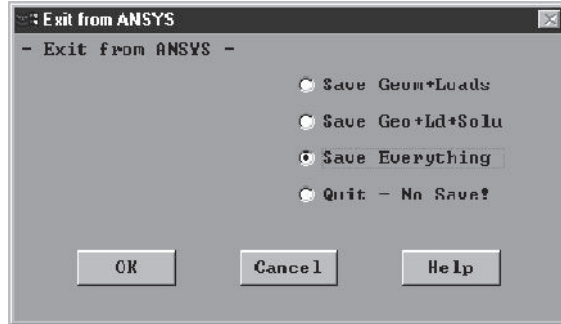 Exit from ANSYS
- Exit from ANSYS -
Save Geom+Loads
Save Geo+Ld+Solu
Save Everything
Quit - No Save!
OK
Cancel
Help